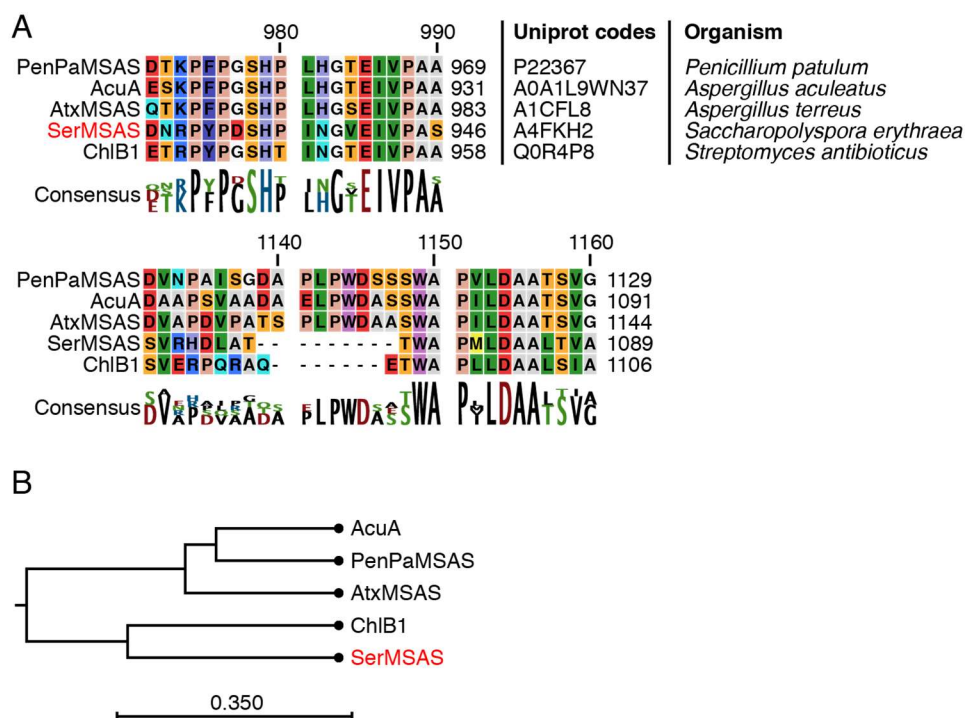 A
980 990 Uniprot codes Organism
PenPaMSAS DTKPFPGSHP LHGTEIVPAA 969 P22367 Penicillium patulum
AcuA ESKPFPGSHP LHGTEIVPAA 931 A0A1L9WN37 Aspergillus aculeatus
AtxMSAS QTKPFPGSHP LHGSEIVPAA 983 A1CFL8 Aspergillus terreus
SerMSAS DNRPYPDSHP INGVEIVPAS 946 A4FKH2 Saccharopolyspora erythraea
ChlB1 ETRPYPGSHT INGTEIVPAA 958 Q0R4P8 Streptomyces antibioticus
Consensus
1140 1150 1160
PenPaMSAS DVNPAISGDA PLPWDSSSWA PVLDAATSVG 1129
AcuA DAAPSVAADA ELPWDASSWA PILDAATSVG 1091
AtxMSAS DVAPDVPATS PLPWDAASWA PILDAATSVG 1144
SerMSAS SVRHDLAT-- -------TWA PMLDAALTVA 1089
ChlB1 SVERPQRAQ- ------ETWA PLLDAALSIA 1106
Consensus
B
AcuA
PenPaMSAS
AtxMSAS
ChlB1
SerMSAS
0.350